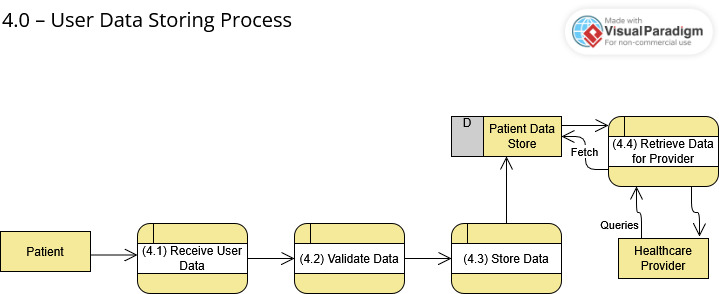 4.0 – User Data Storing Process
Made with
Visual Paradigm
For non-commercial use
D
Patient Data
Store
(4.4) Retrieve Data
for Provider
Fetch
Queries
Patient
(4.1) Receive User
Data
(4.2) Validate Data
(4.3) Store Data
Healthcare
Provider